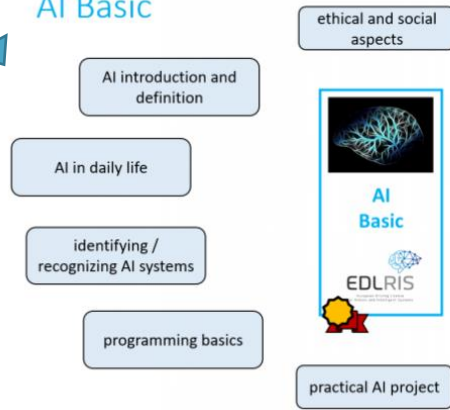 AI Basic
ethical and social
aspects
AI introduction and
definition
AI in daily life
identifying /
recognizing AI systems
programming basics
AI
Basic
EDLRIS
practical AI project